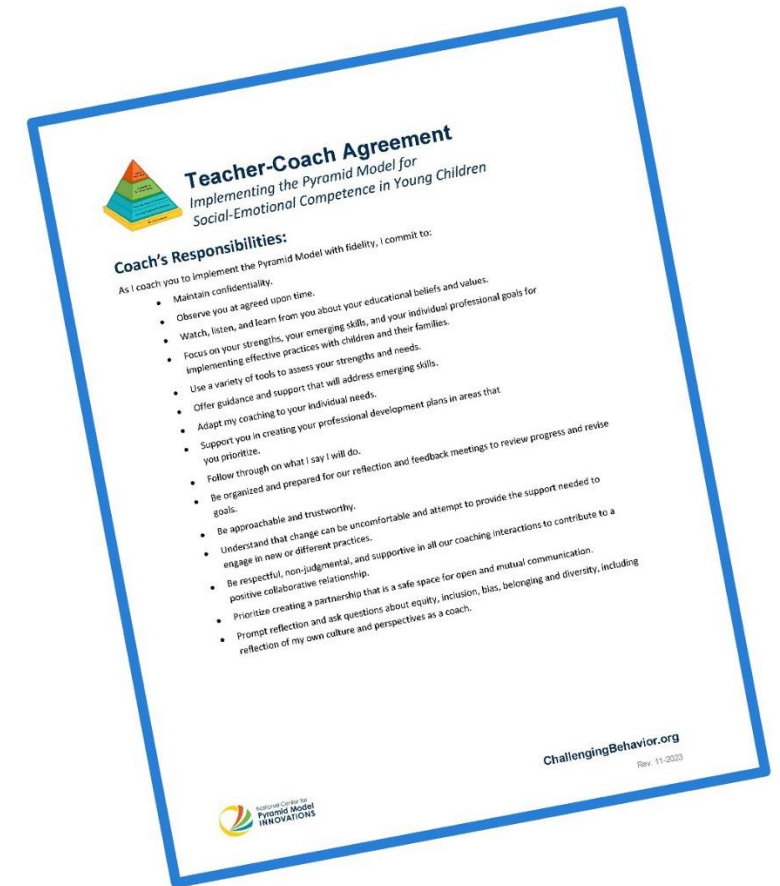 Teacher-Coach Agreement
Implementing the Pyramid Model for
Social-Emotional Competence in Young Children
Coach's Responsibilities:
As I coach you to implement the Pyramid Model with fidelity, I commit to:
• Maintain confidentiality.
• Observe you at agreed upon time.
• Watch, listen, and learn from you about your educational beliefs and values.
• Focus on your strengths, your emerging skills, and your individual professional goals for
implementing effective practices with children and their families.
• Use a variety of tools to assess your strengths and needs.
• Offer guidance and support that will address emerging skills.
• Adapt my coaching to your individual needs.
• Support you in creating your professional development plans in areas that
you prioritize.
• Follow through on what I say I will do.
• Be organized and prepared for our reflection and feedback meetings to review progress and revise
goals.
• Be approachable and trustworthy.
• Understand that change can be uncomfortable and attempt to provide the support needed to
engage in new or different practices.
• Be respectful, non-judgmental, and supportive in all our coaching interactions to contribute to a
positive collaborative relationship.
• Prioritize creating a partnership that is a safe space for open and mutual communication.
• Prompt reflection and ask questions about equity, inclusion, bias, belonging and diversity, including
reflection of my own culture and perspectives as a coach.
ChallengingBehavior.org
Rev. 11-2023
National Center for
Pyramid Model
INNOVATIONS